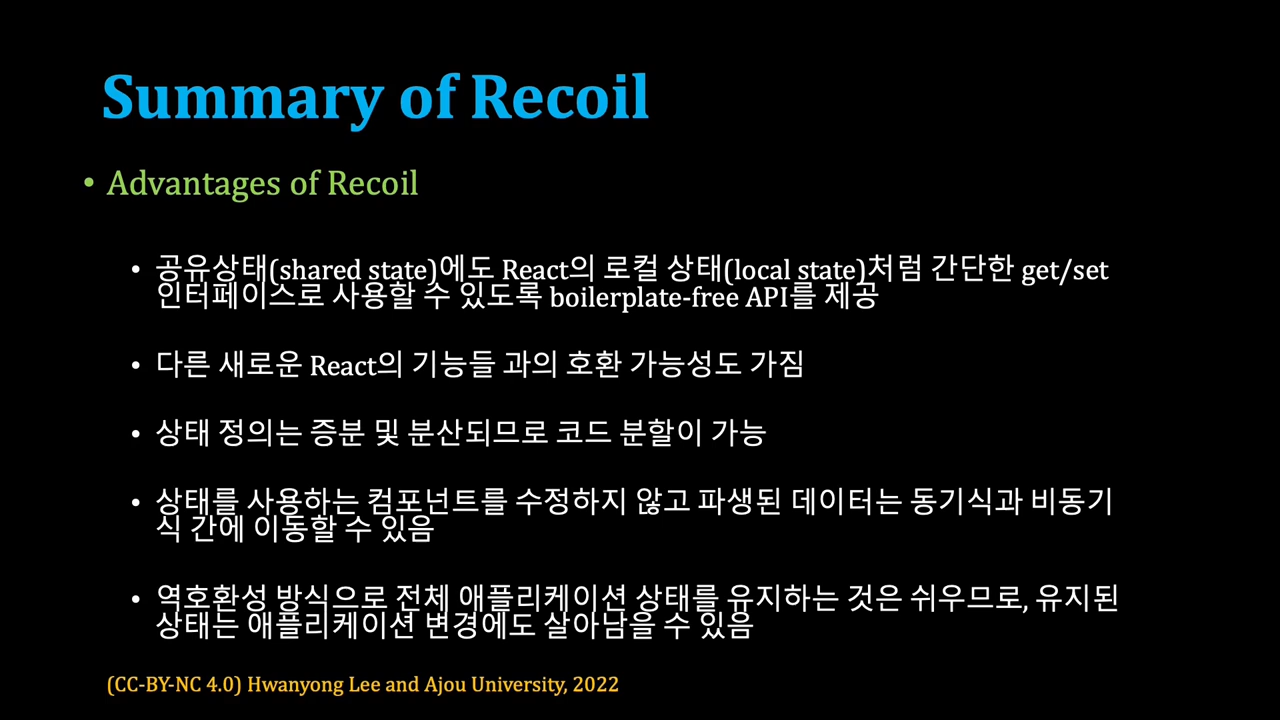 Summary of Recoil
• Advantages of Recoil
• 공유상태(shared state)에도 React의 로컬 상태(local state)처럼 간단한 get/set
인터페이스로 사용할 수 있도록 boilerplate-free API를 제공
• 다른 새로운 React의 기능들 과의 호환 가능성도 가짐
• 상태 정의는 증분 및 분산되므로 코드 분할이 가능
• 상태를 사용하는 컴포넌트를 수정하지 않고 파생된 데이터는 동기식과 비동기
식 간에 이동할 수 있음
• 역호환성 방식으로 전체 애플리케이션 상태를 유지하는 것은 쉬우므로, 유지된
상태는 애플리케이션 변경에도 살아남을 수 있음
(CC-BY-NC 4.0) Hwanyong Lee and Ajou University, 2022